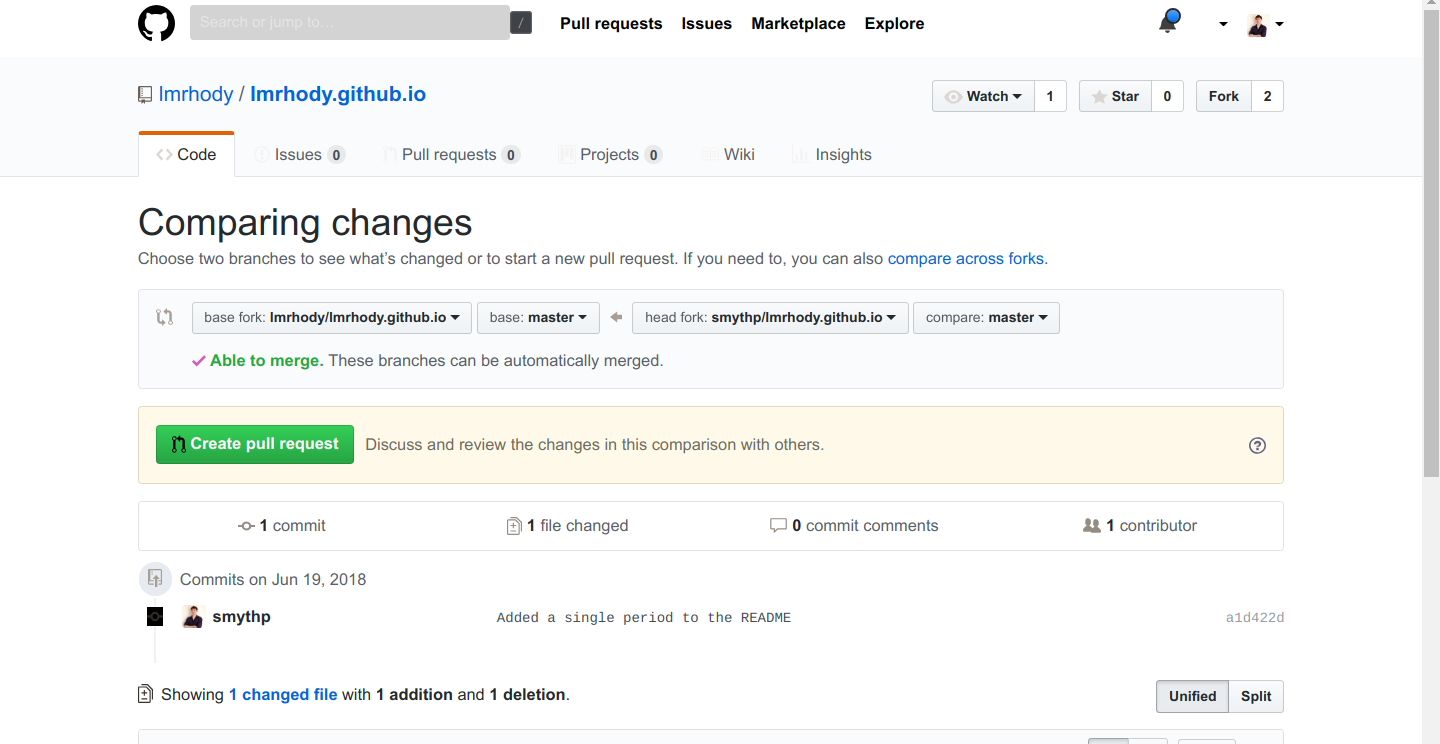 Search or jump to… /
Pull requests Issues Marketplace Explore
lmrhody / lmrhody.github.io
Watch 1 Star 0 Fork 2
Code Issues 0 Pull requests 0 Projects 0 Wiki Insights
Comparing changes
Choose two branches to see what’s changed or to start a new pull request. If you need to, you can also compare across forks.
base fork: lmrhody/lmrhody.github.io base: master head fork: smythp/lmrhody.github.io compare: master
Able to merge. These branches can be automatically merged.
Create pull request Discuss and review the changes in this comparison with others.
1 commit 1 file changed 0 commit comments 1 contributor
Commits on Jun 19, 2018
smythp Added a single period to the README a1d422d
Showing 1 changed file with 1 addition and 1 deletion.
Unified Split